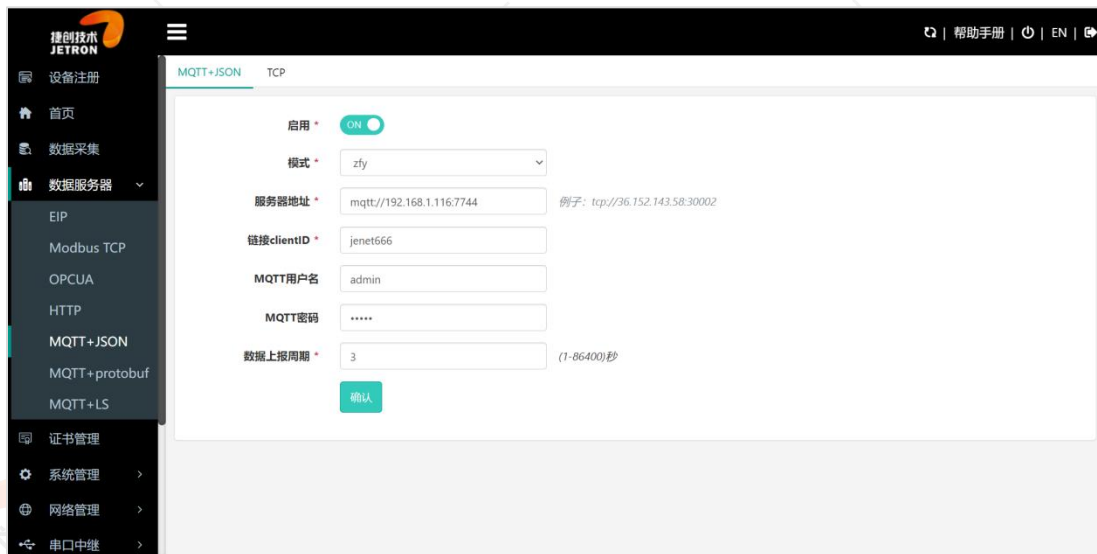 捷创技术
JETRON
| 帮助手册 | | EN |
设备注册
首页
数据采集
数据服务器
EIP
Modbus TCP
OPCUA
HTTP
MQTT+JSON
MQTT+protobuf
MQTT+LS
证书管理
系统管理
网络管理
串口中继
MQTT+JSON TCP
启用 * ON
模式 * zfy
服务器地址 * mqtt://192.168.1.116:7744 例子：tcp://36.152.143.58:30002
链接clientID * jenet666
MQTT用户名 admin
MQTT密码 •••••
数据上报周期 * 3 (1-86400)秒
确认